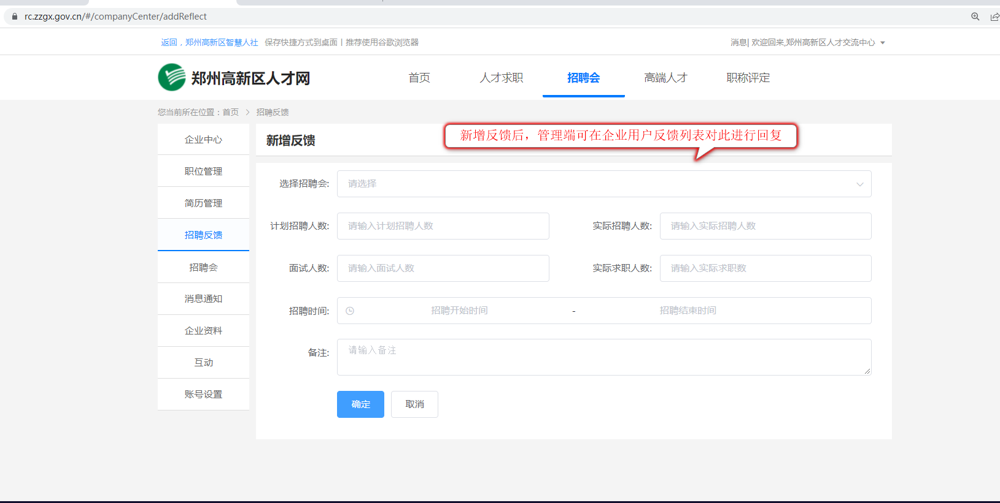 rc.zzgx.gov.cn/#/companyCenter/addReflect
返回，郑州高新区智慧人社 保存快捷方式到桌面 | 推荐使用谷歌浏览器 消息| 欢迎回来,郑州高新区人才交流中心
郑州高新区人才网 首页 人才求职 招聘会 高端人才 职称评定
您当前所在位置：首页 > 招聘反馈
企业中心
职位管理
简历管理
招聘反馈
招聘会
消息通知
企业资料
互动
账号设置
新增反馈
新增反馈后，管理端可在企业用户反馈列表对此进行回复
选择招聘会: 请选择
计划招聘人数: 请输入计划招聘人数 实际招聘人数: 请输入实际招聘人数
面试人数: 请输入面试人数 实际求职人数: 请输入实际求职数
招聘时间: 招聘开始时间 - 招聘结束时间
备注: 请输入备注
确定 取消